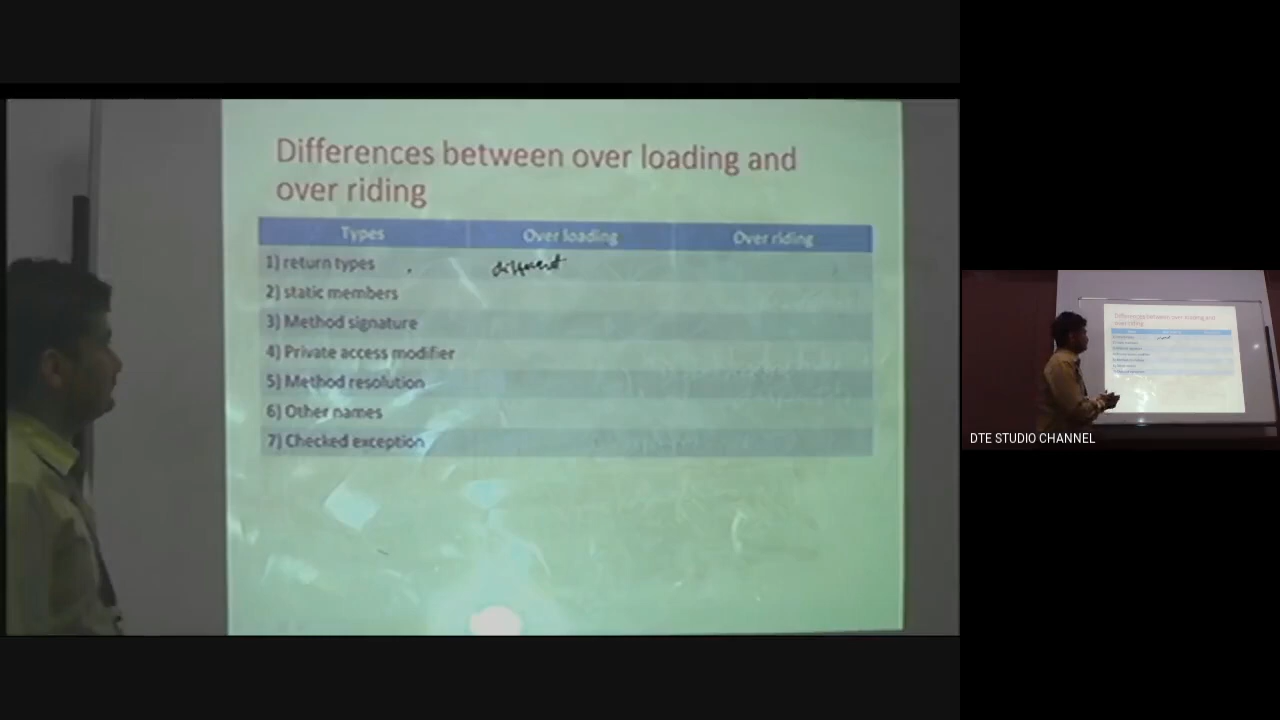 Differences between over loading and
over riding
Types Over loading Over riding
1) return types different
2) static members
3) Method signature
4) Private access modifier
5) Method resolution
6) Other names
7) Checked exception
DTE STUDIO CHANNEL